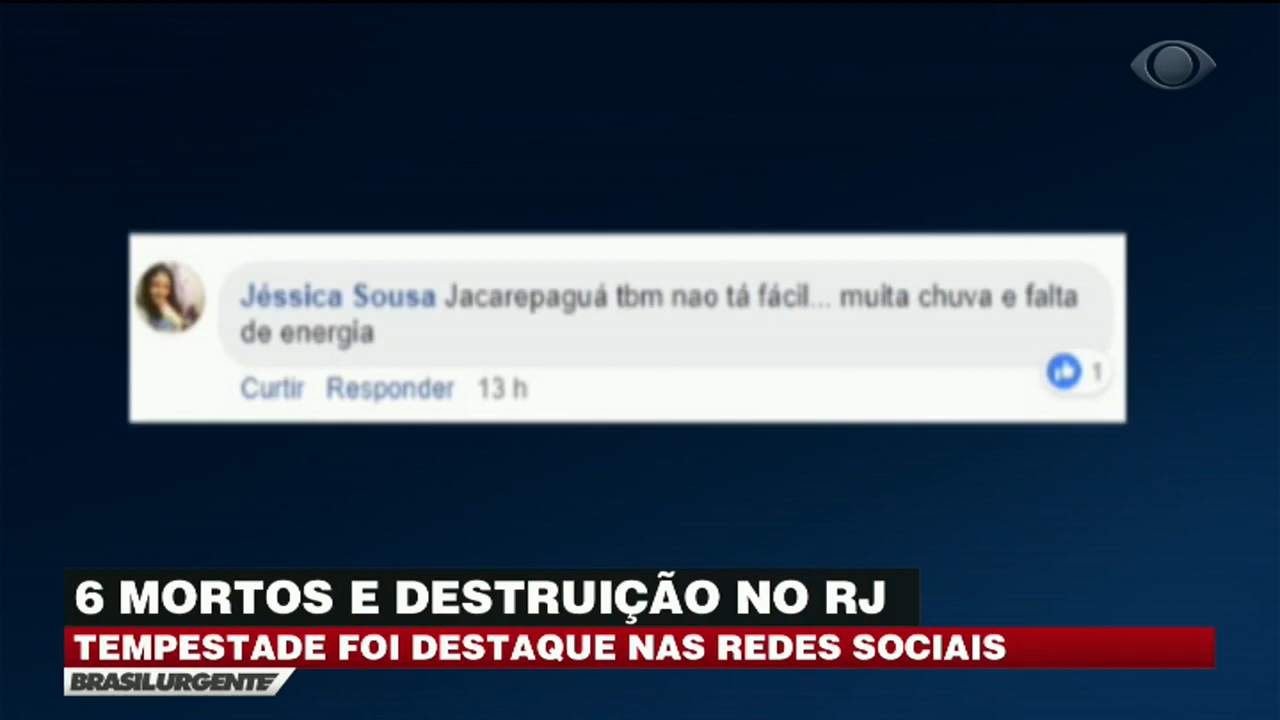 Jéssica Sousa Jacarepaguá tbm nao tá fácil... muita chuva e falta
de energia
Curtir Responder 13 h
1
6 MORTOS E DESTRUIÇÃO NO RJ
TEMPESTADE FOI DESTAQUE NAS REDES SOCIAIS
BRASILURGENTE